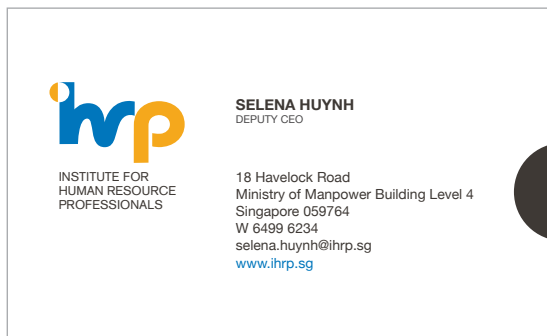 ihrp
INSTITUTE FOR
HUMAN RESOURCE
PROFESSIONALS
SELENA HUYNH
DEPUTY CEO
18 Havelock Road
Ministry of Manpower Building Level 4
Singapore 059764
W 6499 6234
selena.huynh@ihrp.sg
www.ihrp.sg